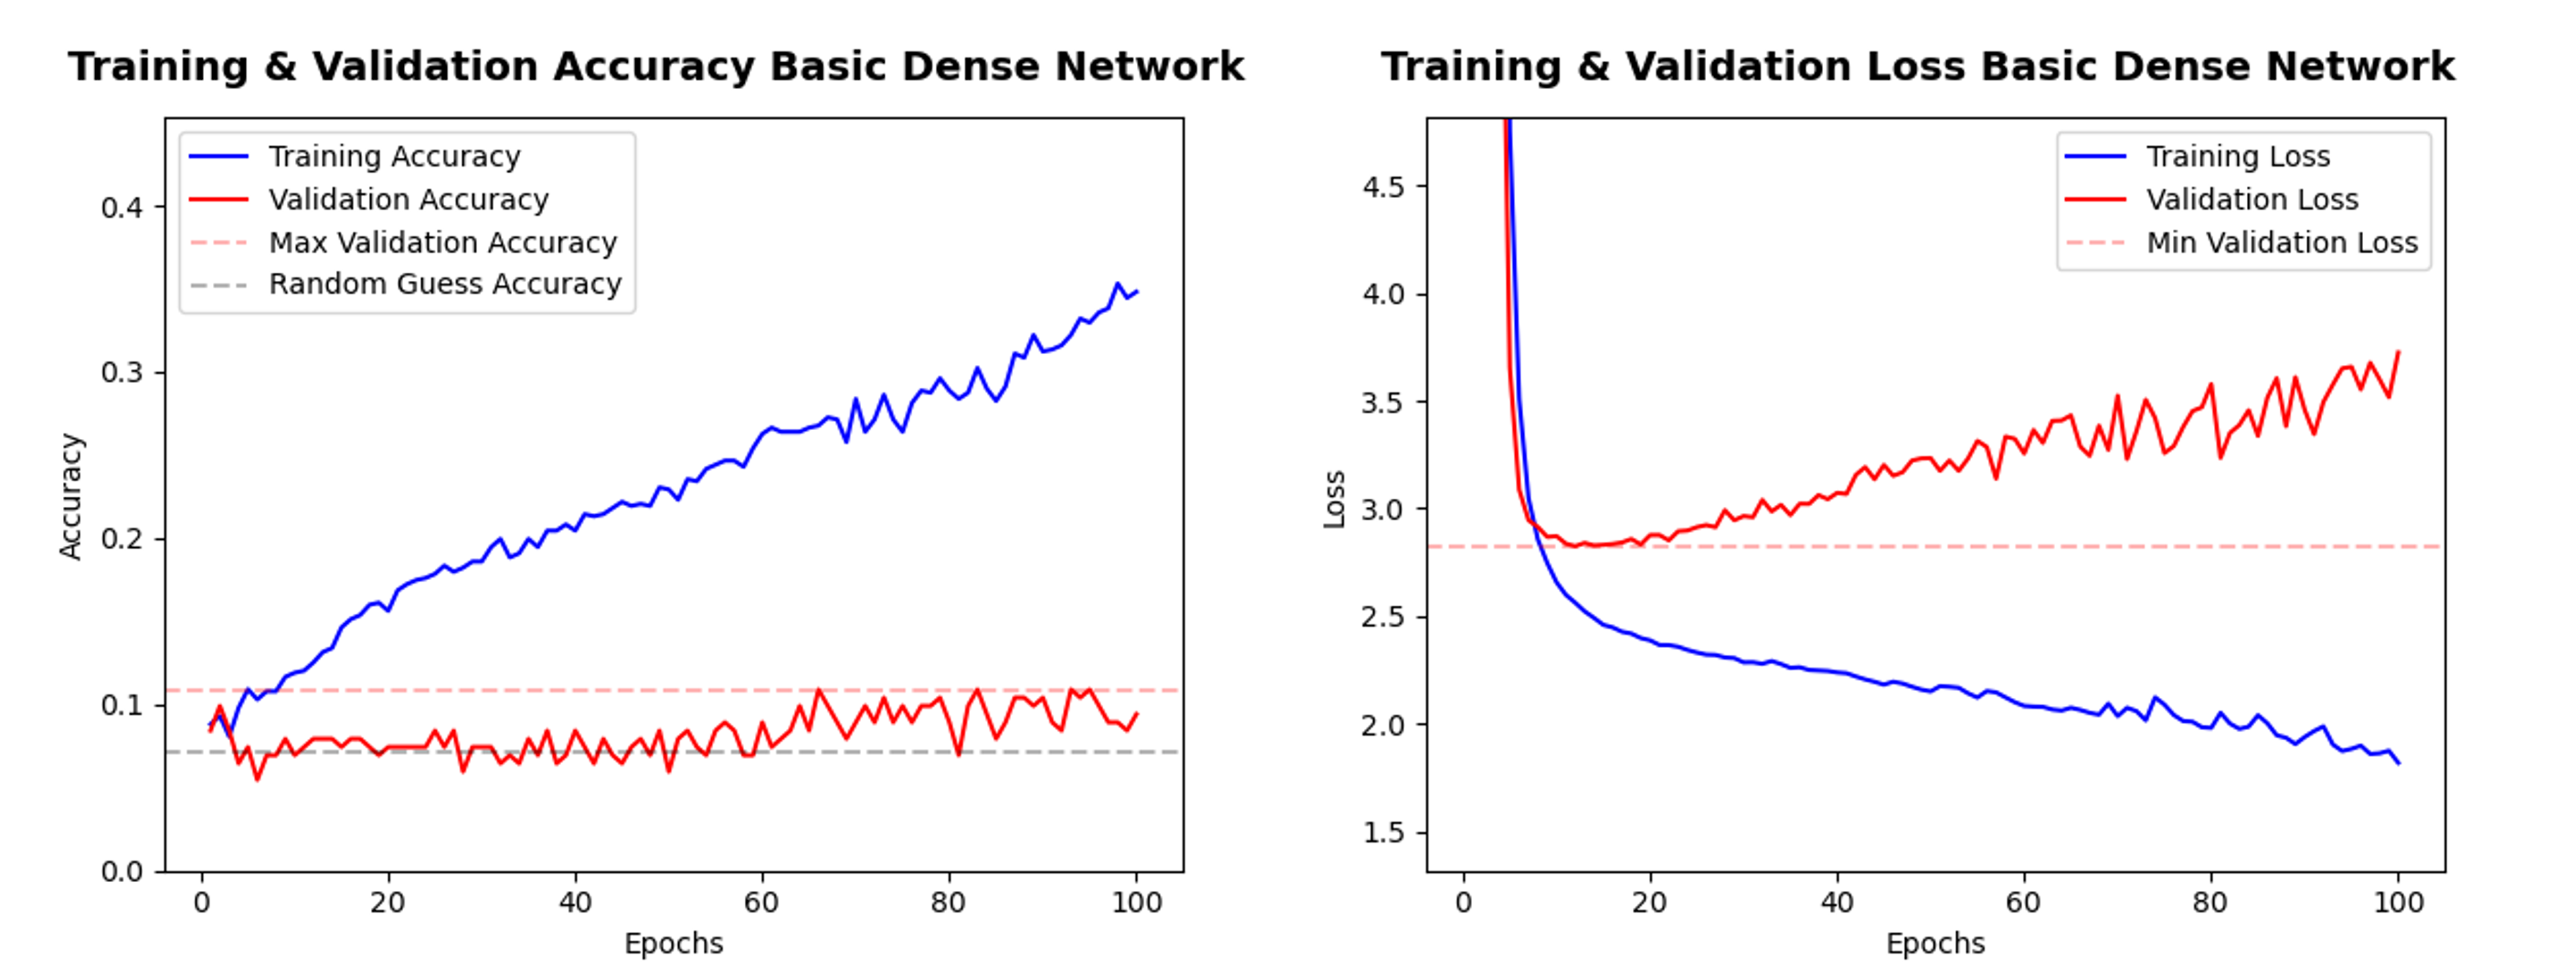 Training & Validation Accuracy Basic Dense Network
Training Accuracy
Validation Accuracy
Max Validation Accuracy
Random Guess Accuracy
0.4
0.3
0.2
0.1
0.0
Accuracy
0 20 40 60 80 100
Epochs
Training & Validation Loss Basic Dense Network
Training Loss
Validation Loss
Min Validation Loss
4.5
4.0
3.5
3.0
2.5
2.0
1.5
Loss
0 20 40 60 80 100
Epochs